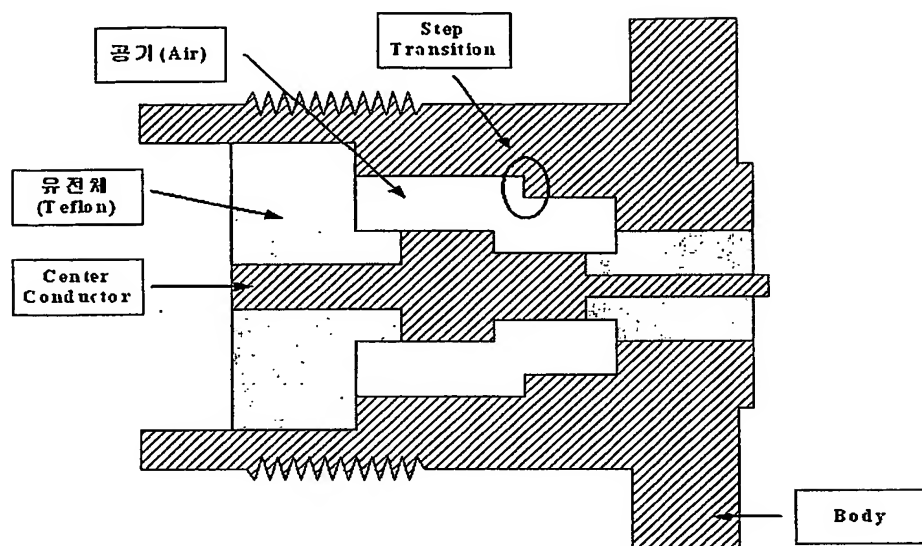 공기(Air)
Step
Transition
유전체
(Teflon)
Center
Conductor
Body